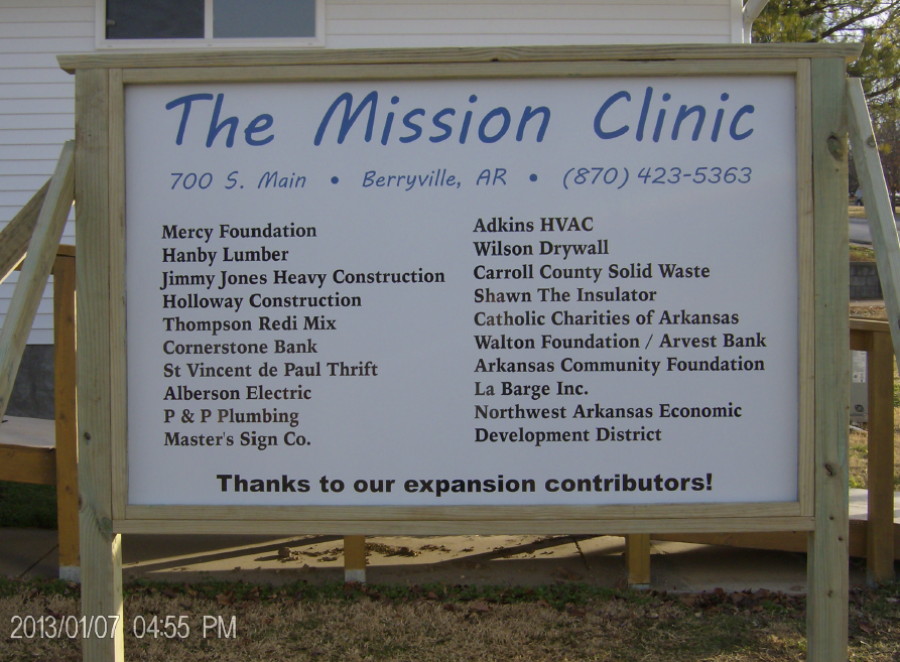 The Mission Clinic
700 S. Main • Berryville, AR • (870) 423-5363
Mercy Foundation
Hanby Lumber
Jimmy Jones Heavy Construction
Holloway Construction
Thompson Redi Mix
Cornerstone Bank
St Vincent de Paul Thrift
Alberson Electric
P & P Plumbing
Master's Sign Co.
Adkins HVAC
Wilson Drywall
Carroll County Solid Waste
Shawn The Insulator
Catholic Charities of Arkansas
Walton Foundation / Arvest Bank
Arkansas Community Foundation
La Barge Inc.
Northwest Arkansas Economic
Development District
Thanks to our expansion contributors!
2013/01/07 04:55 PM